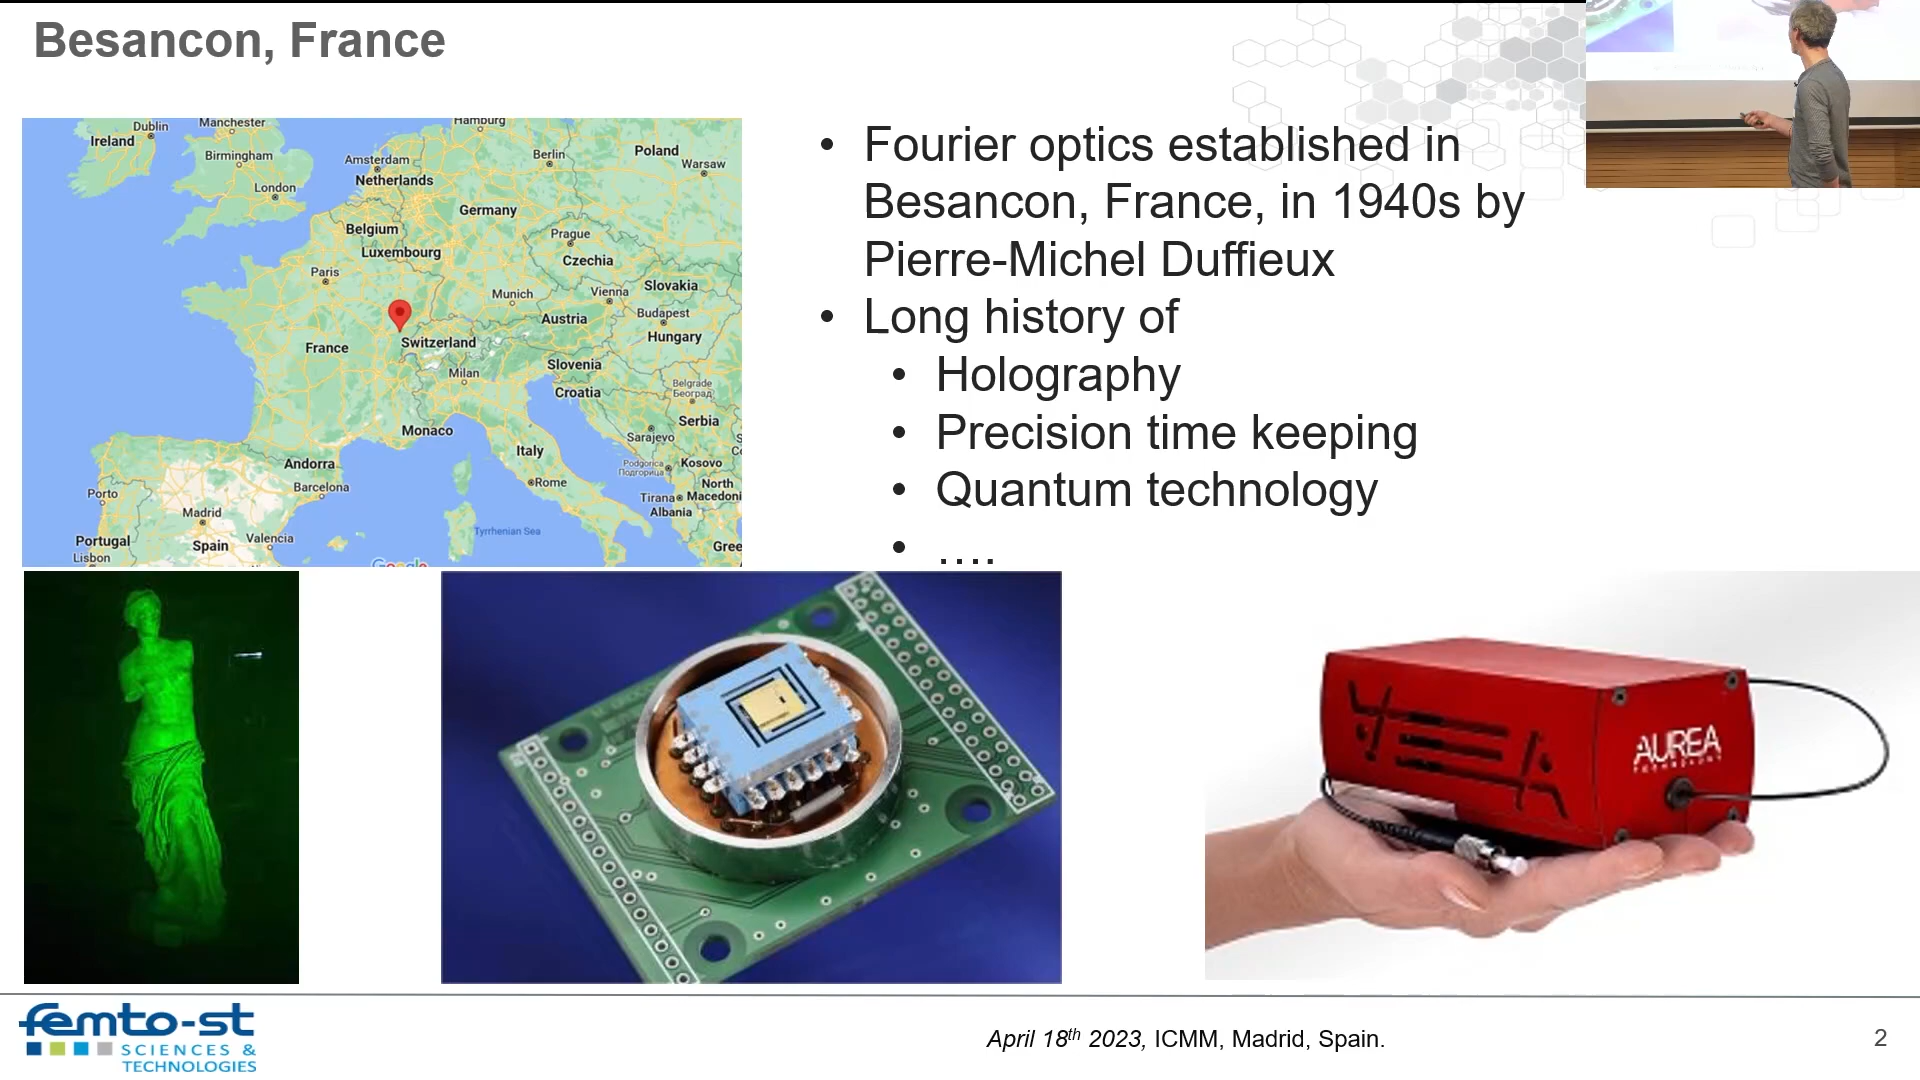 Besancon, France
Dublin
Ireland
Manchester
Birmingham
London
Hamburg
Amsterdam
Netherlands
Berlin
Poland
Warsaw
Germany
Belgium
Luxembourg
Prague
Czechia
Paris
Slovakia
Munich
Vienna
Austria
Budapest
Hungary
France
Switzerland
Milan
Slovenia
Croatia
Belgrade
Београд
Serbia
Monaco
Italy
Sarajevo
Andorra
Barcelona
Rome
Podgorica
Подгорица
Kosovo
North
Macedoni
Tirana
Albania
Porto
Madrid
Spain
Valencia
Portugal
Lisbon
Tyrrhenian Sea
Gree
Google
• Fourier optics established in
Besancon, France, in 1940s by
Pierre-Michel Duffieux
• Long history of
• Holography
• Precision time keeping
• Quantum technology
• ....
AUREA
TECHNOLOGY
femto-st
SCIENCES &
TECHNOLOGIES
April 18th 2023, ICMM, Madrid, Spain.
2